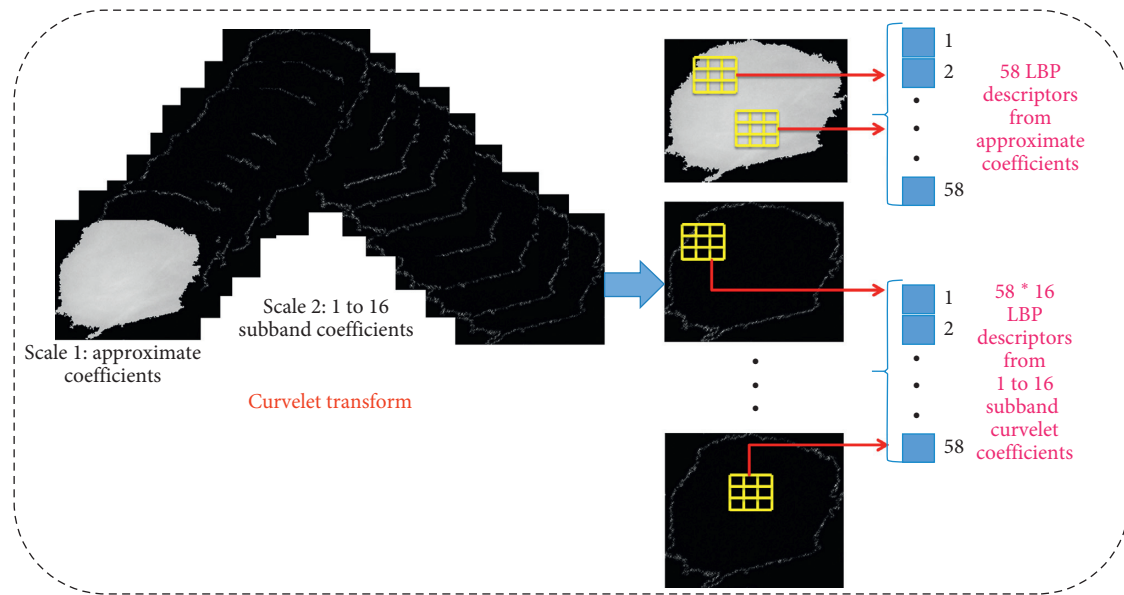 Scale 1: approximate
coefficients
Scale 2: 1 to 16
subband coefficients
Curvelet transform
1
2
58
58 LBP
descriptors
from
approximate
coefficients
1
2
58
58 * 16
LBP
descriptors
from
1 to 16
subband
curvelet
coefficients